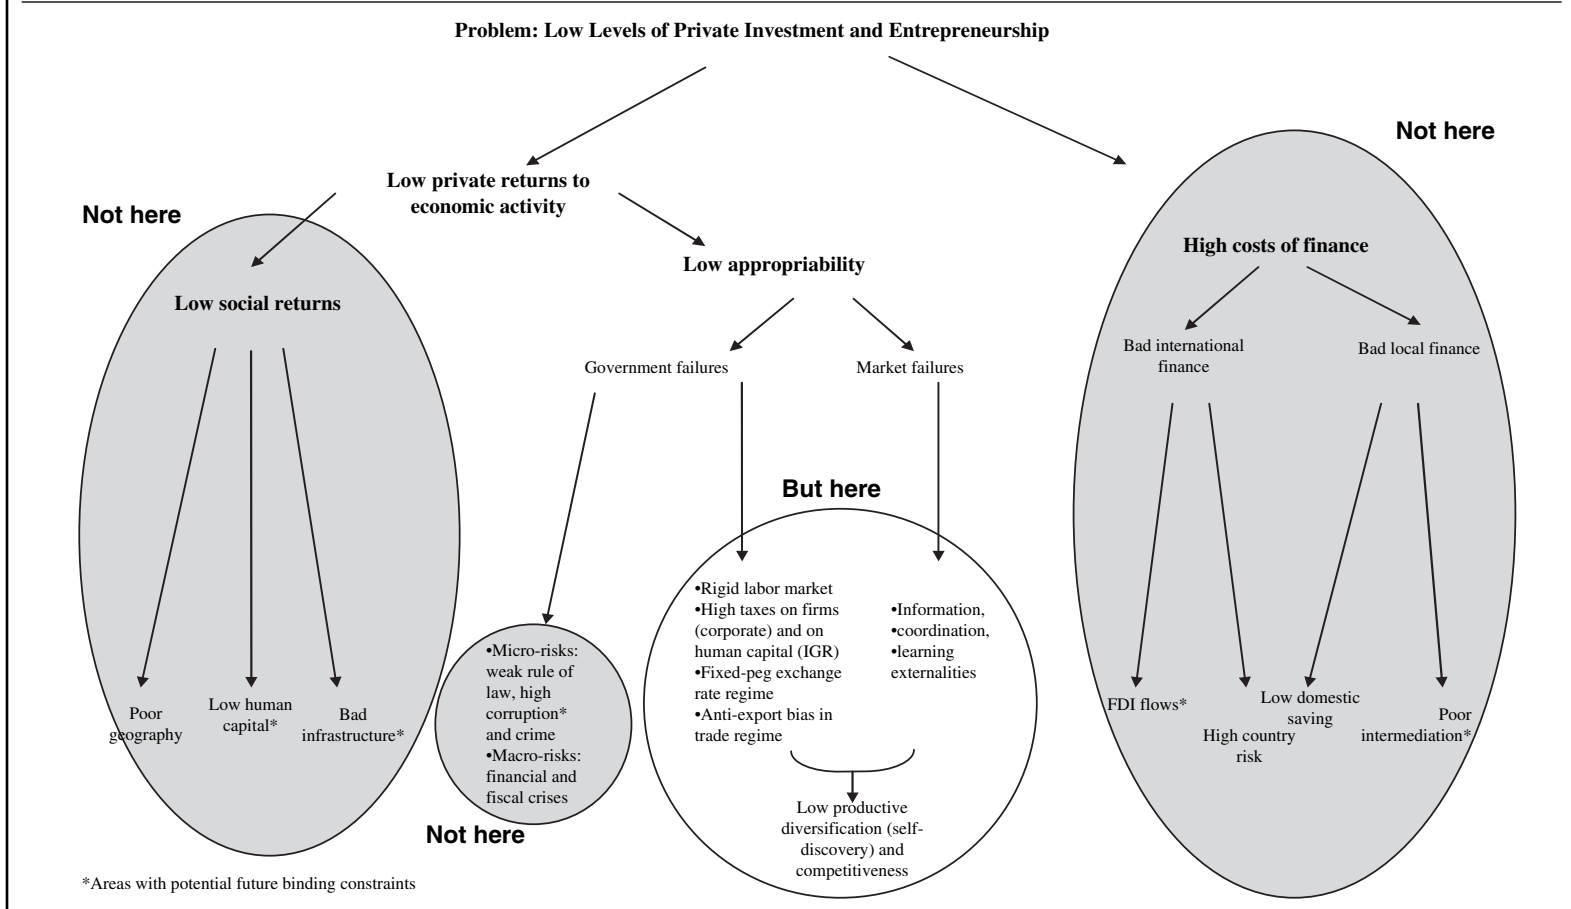 Problem: Low Levels of Private Investment and Entrepreneurship
Not here
Low private returns to
economic activity
Not here
Low appropriability
High costs of finance
Low social returns
Bad international
finance
Bad local finance
Government failures
Market failures
But here
•Rigid labor market
•High taxes on firms
(corporate) and on
human capital (IGR)
•Fixed-peg exchange
rate regime
•Anti-export bias in
trade regime
•Information,
•coordination,
•learning
externalities
•Micro-risks:
weak rule of
law, high
corruption*
and crime
•Macro-risks:
financial and
fiscal crises
Not here
Poor
geography
Low human
capital*
Bad
infrastructure*
FDI flows*
High country
risk
Low domestic
saving
Poor
intermediation*
Low productive
diversification (self-
discovery) and
competitiveness
*Areas with potential future binding constraints